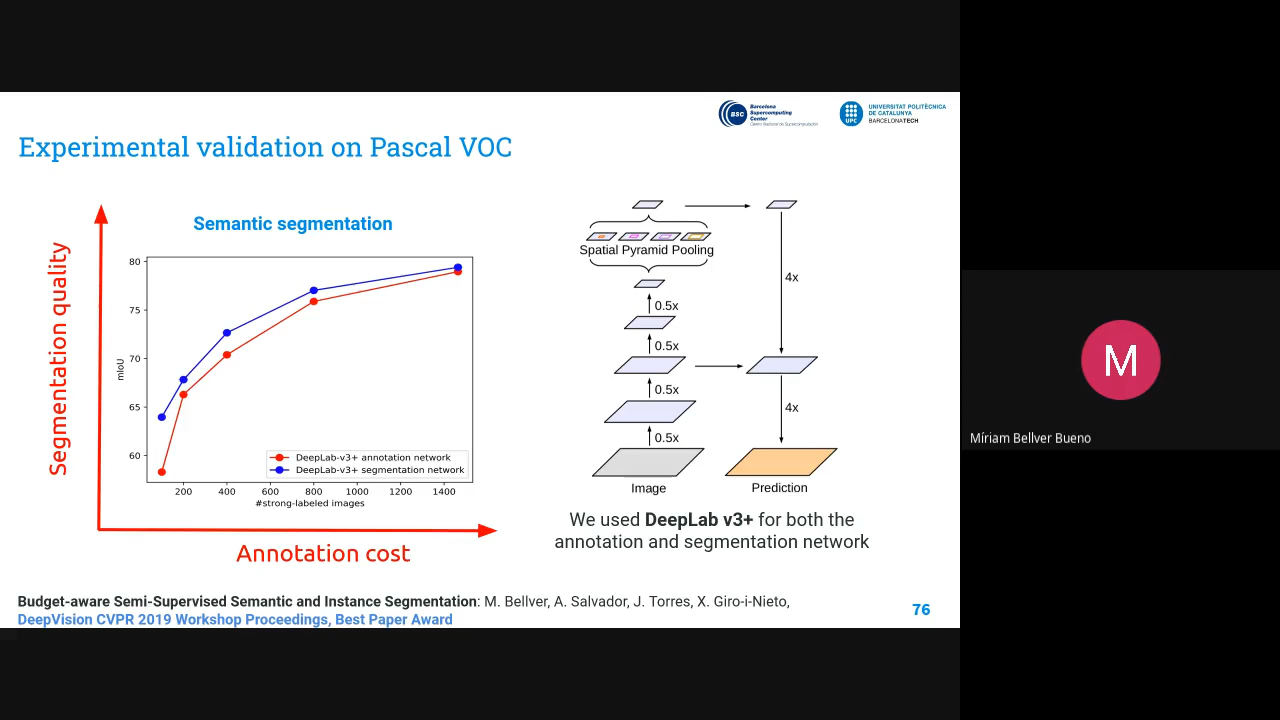 BSC
Barcelona
Supercomputing
Center
Centro Nacional de Supercomputación
UPC
UNIVERSITAT POLITÈCNICA
DE CATALUNYA
BARCELONATECH
Experimental validation on Pascal VOC
Semantic segmentation
Segmentation quality
80
75
70
65
60
mIoU
DeepLab-v3+ annotation network
DeepLab-v3+ segmentation network
200 400 600 800 1000 1200 1400
#strong-labeled images
Annotation cost
Spatial Pyramid Pooling
4x
0.5x
0.5x
0.5x
4x
0.5x
Image
Prediction
We used DeepLab v3+ for both the
annotation and segmentation network
Budget-aware Semi-Supervised Semantic and Instance Segmentation: M. Bellver, A. Salvador, J. Torres, X. Giro-i-Nieto,
DeepVision CVPR 2019 Workshop Proceedings, Best Paper Award
76
M
Míriam Bellver Bueno